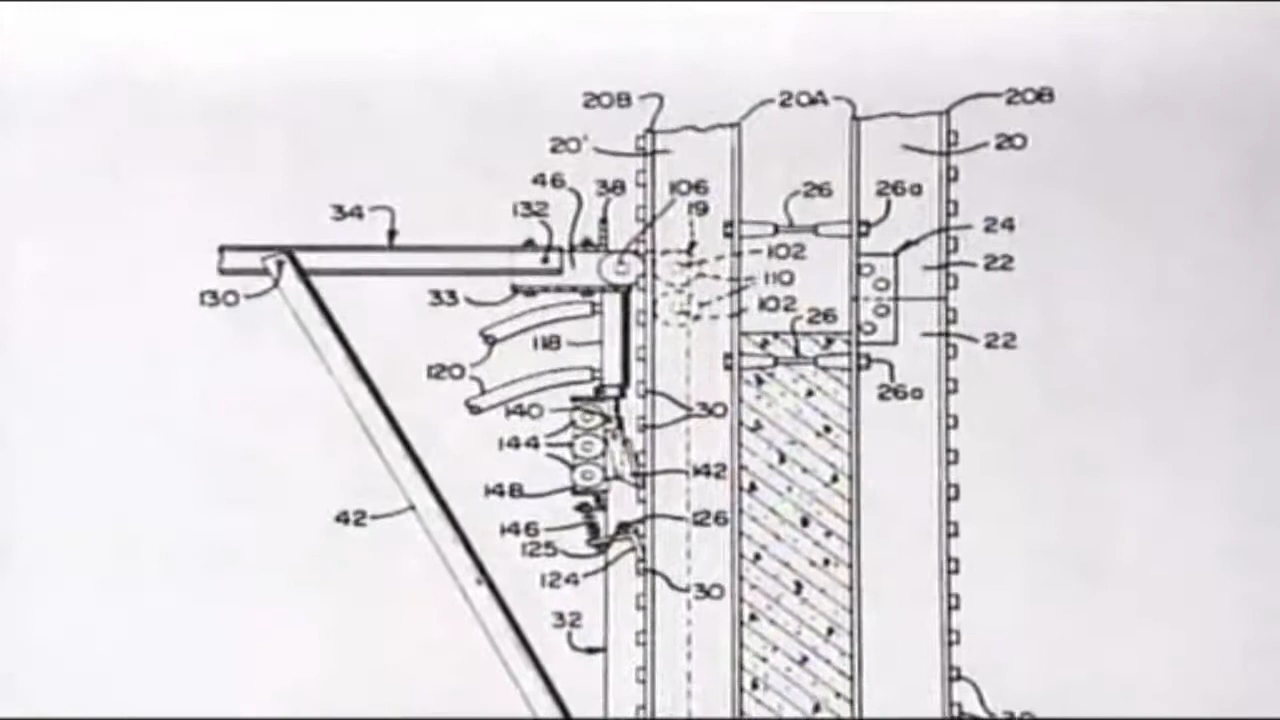 20B 20A 20B
20' 20
46 38 106 26 26a
34 132 19 24
102 22
130 33 110
102
118 26 22
120 26a
140 30
144
148 142
42 146 126
125
124 30
32
30